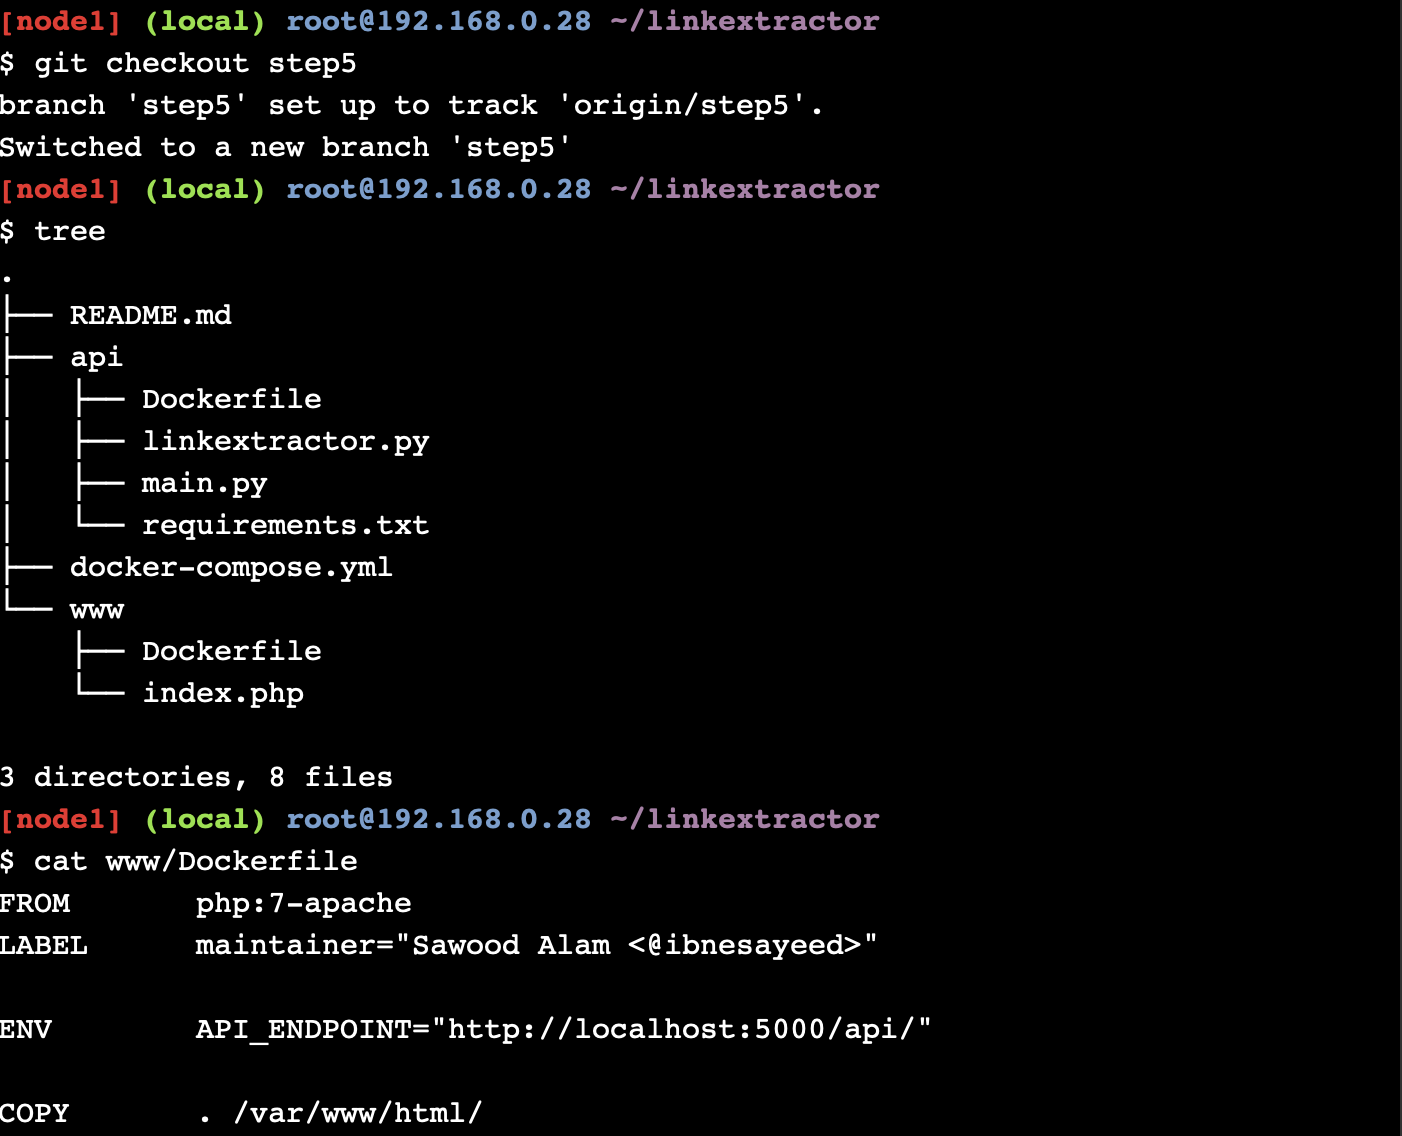 [node1] (local) root@192.168.0.28 ~/linkextractor
$ git checkout step5
branch 'step5' set up to track 'origin/step5'.
Switched to a new branch 'step5'
[node1] (local) root@192.168.0.28 ~/linkextractor
$ tree
.
├── README.md
├── api
│   ├── Dockerfile
│   ├── linkextractor.py
│   ├── main.py
│   └── requirements.txt
├── docker-compose.yml
└── www
    ├── Dockerfile
    └── index.php

3 directories, 8 files
[node1] (local) root@192.168.0.28 ~/linkextractor
$ cat www/Dockerfile
FROM       php:7-apache
LABEL      maintainer="Sawood Alam <@ibnesayeed>"

ENV        API_ENDPOINT="http://localhost:5000/api/"

COPY       . /var/www/html/